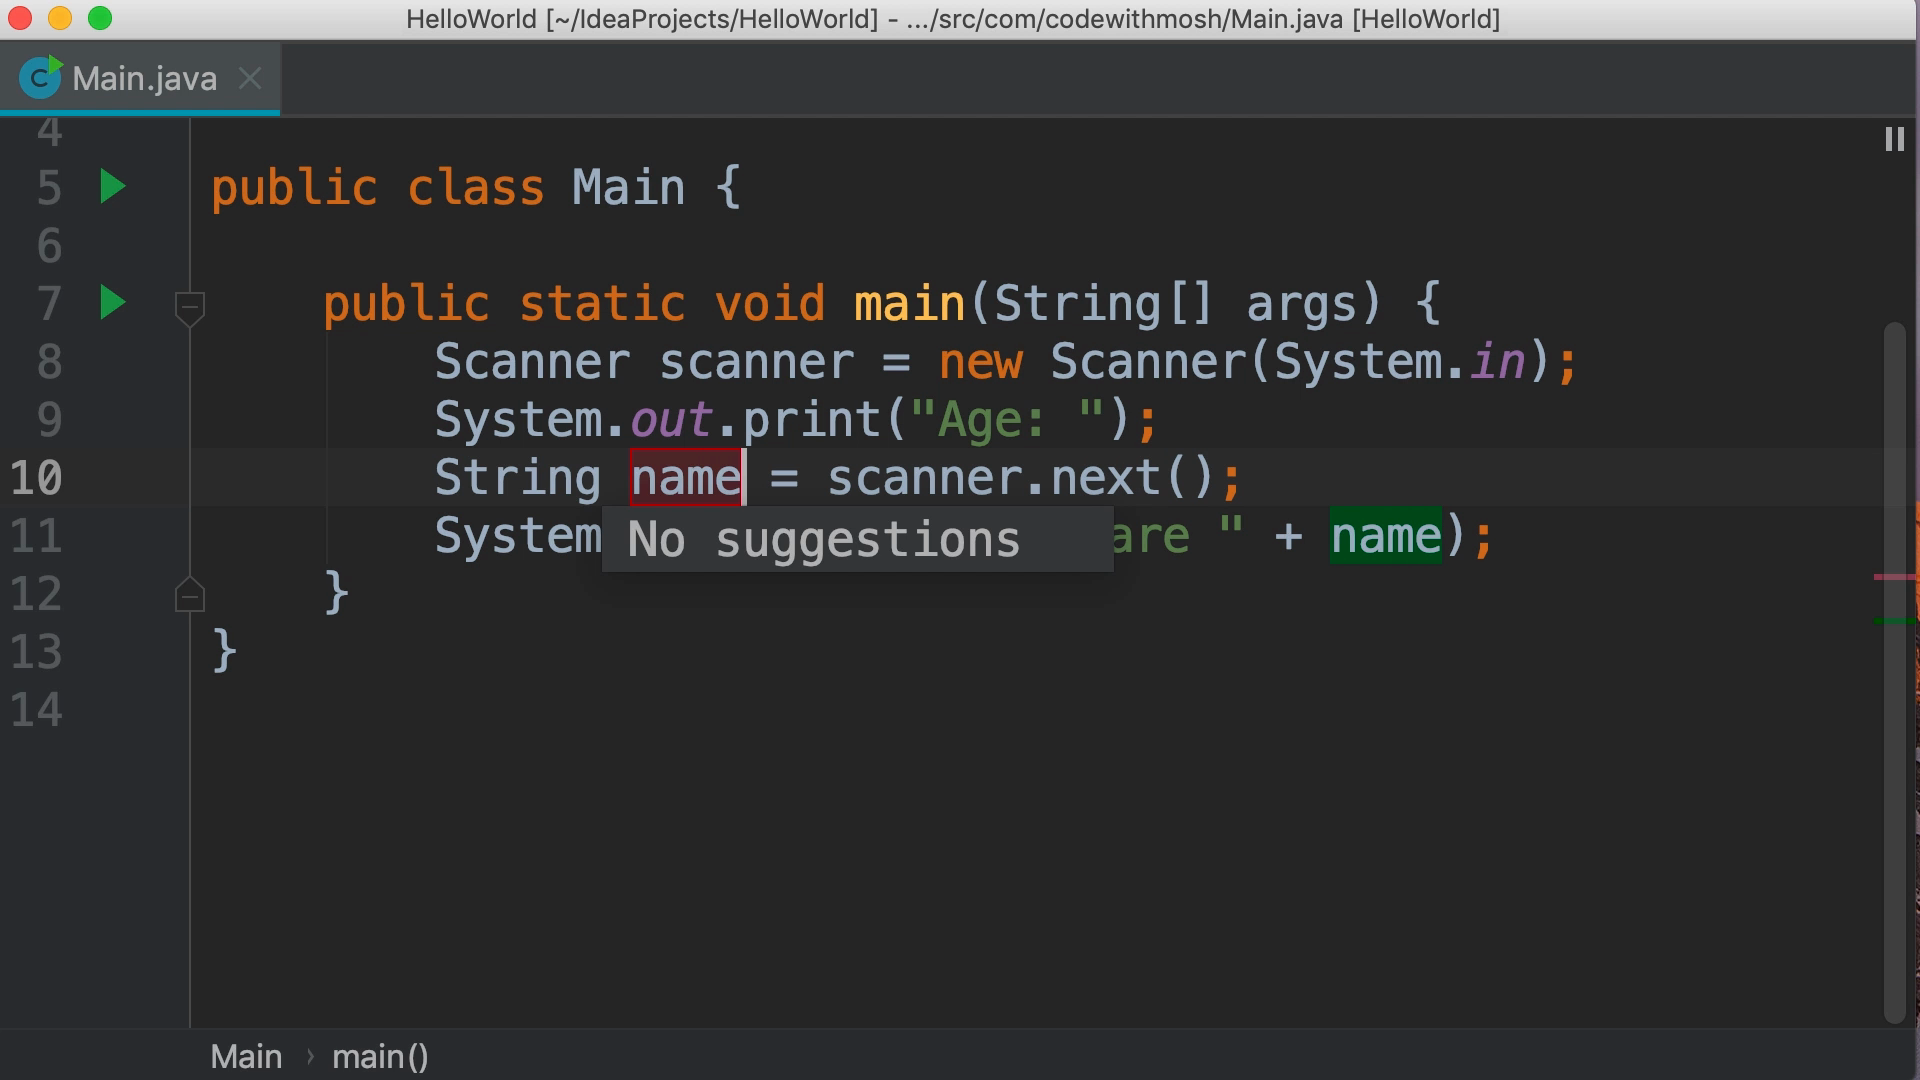 HelloWorld [~/IdeaProjects/HelloWorld] - .../src/com/codewithmosh/Main.java [HelloWorld]
Main.java
4
5 public class Main {
6
7 public static void main(String[] args) {
8 Scanner scanner = new Scanner(System.in);
9 System.out.print("Age: ");
10 String name = scanner.next();
11 System are " + name);
No suggestions
12 }
13 }
14
Main › main()